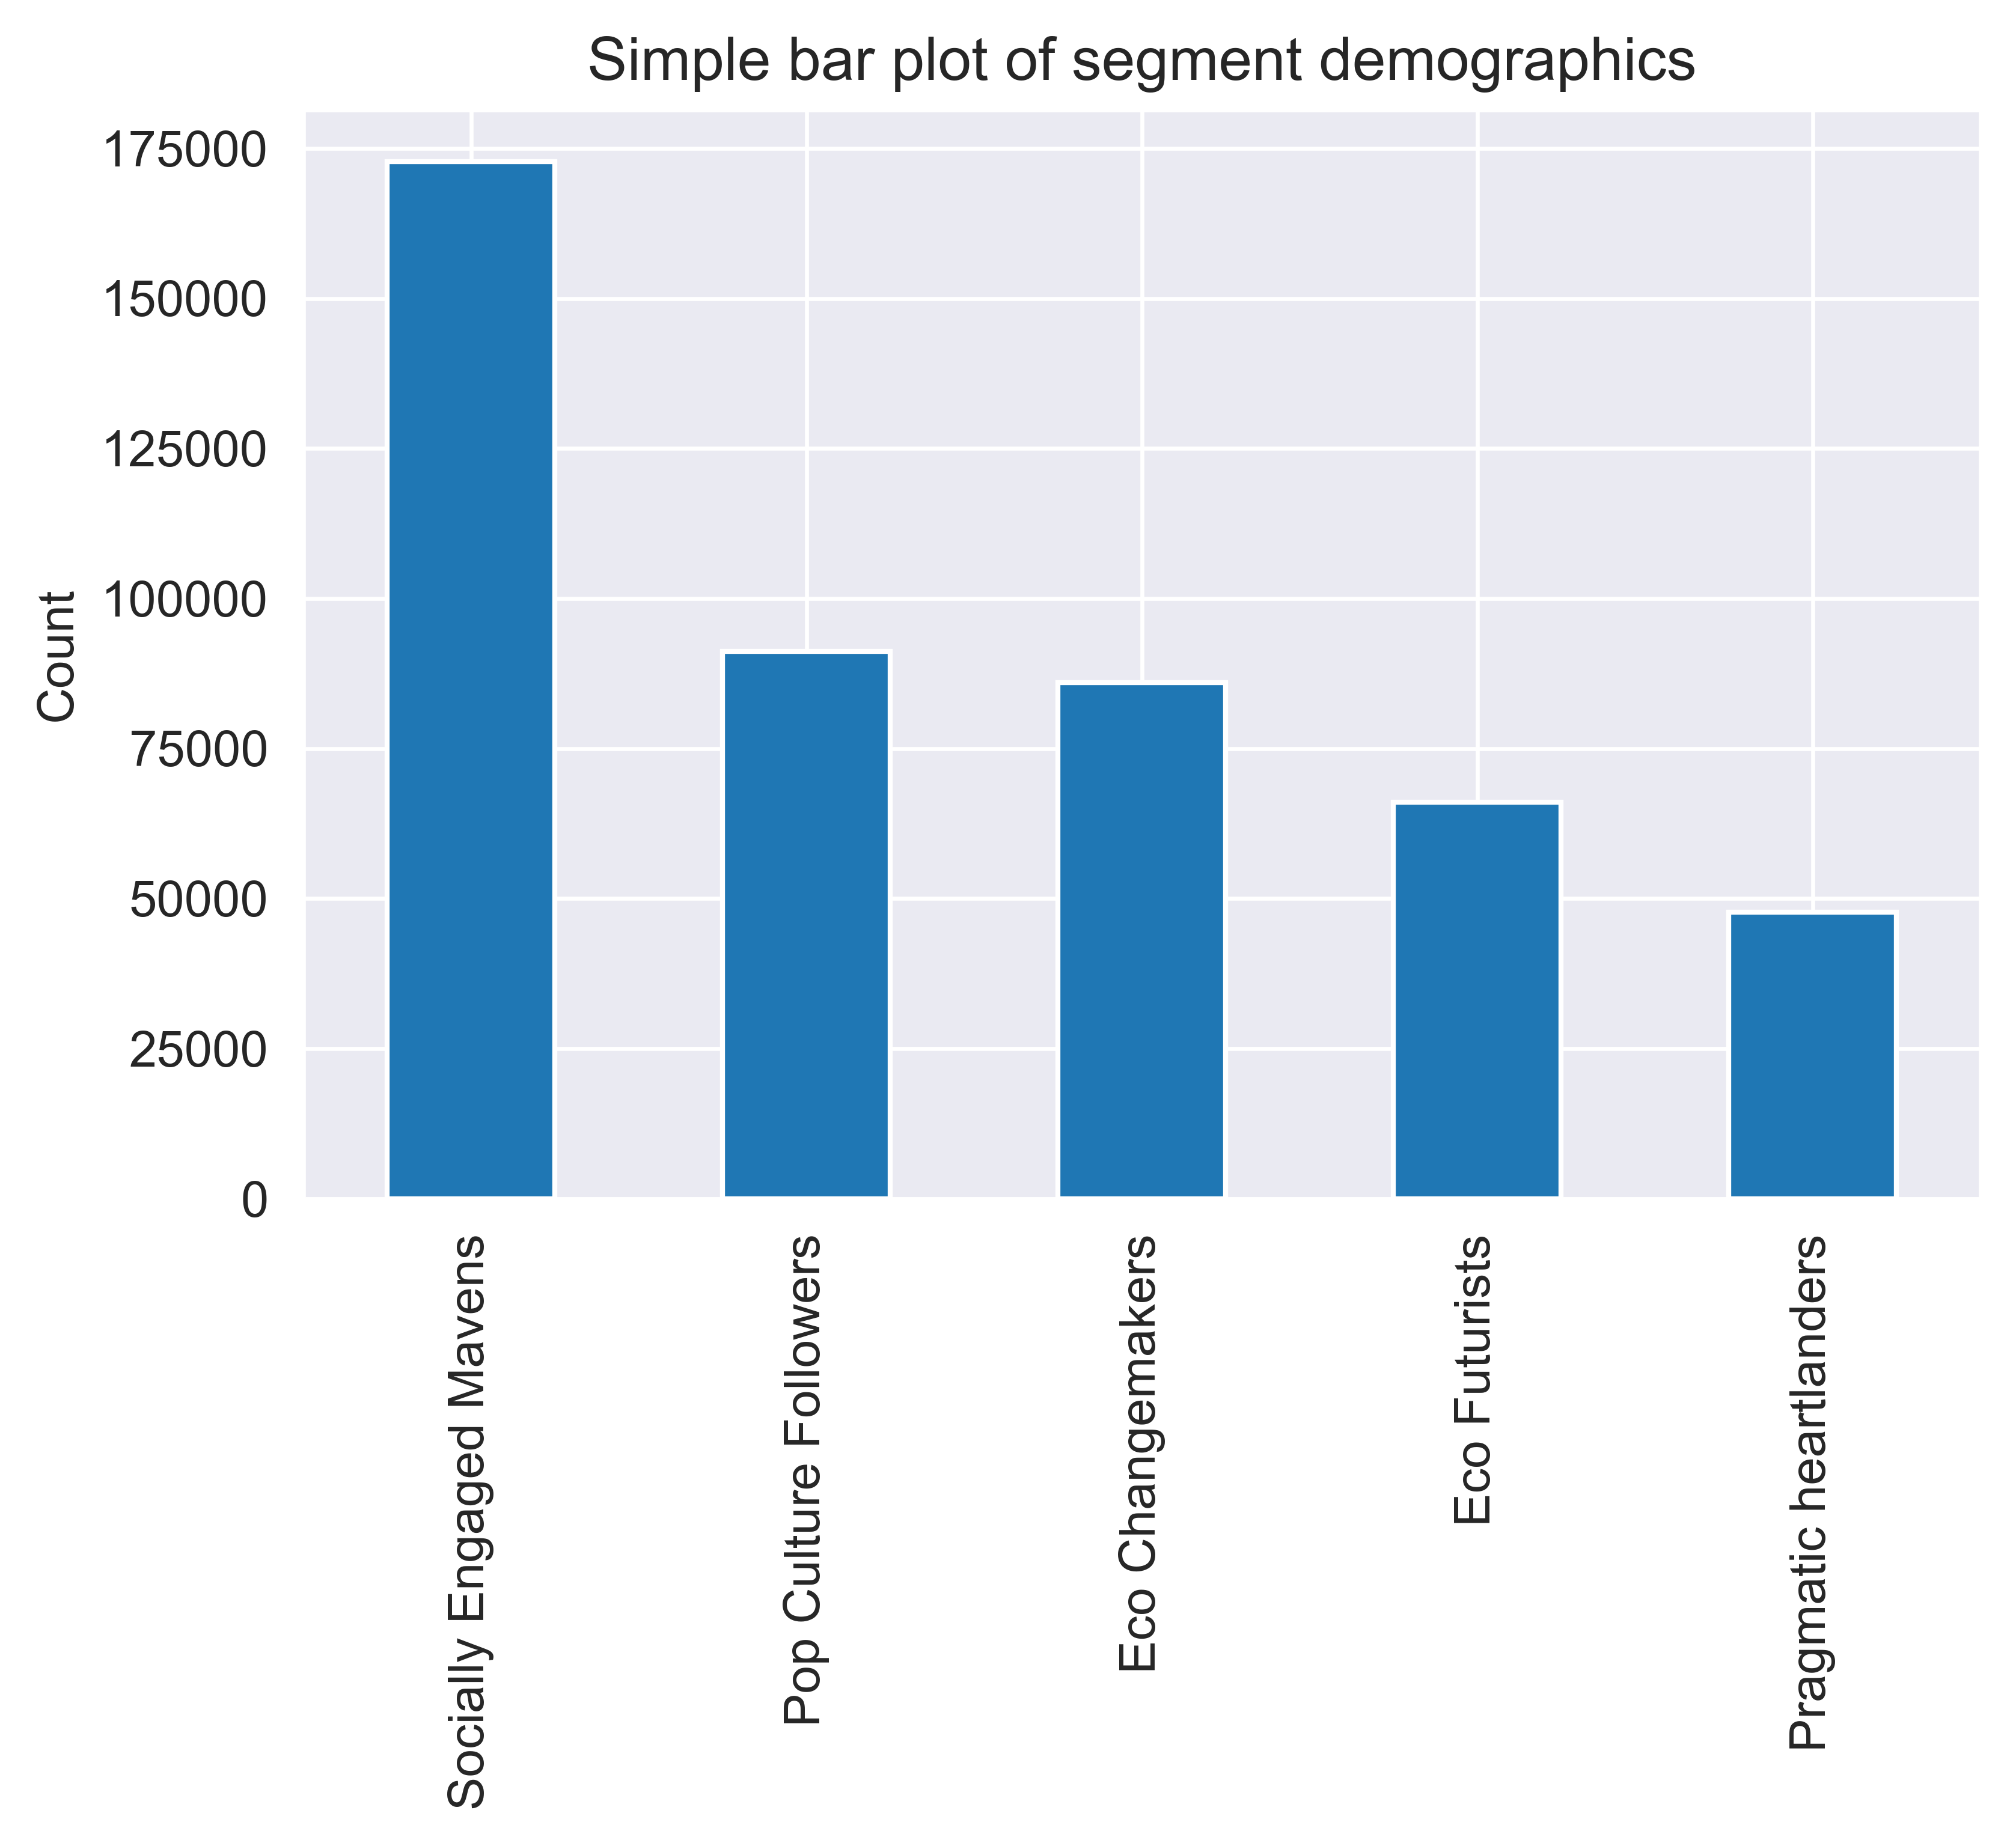 Simple bar plot of segment demographics
175000
150000
125000
100000
75000
50000
25000
0
Count
Socially Engaged Mavens
Pop Culture Followers
Eco Changemakers
Eco Futurists
Pragmatic heartlanders